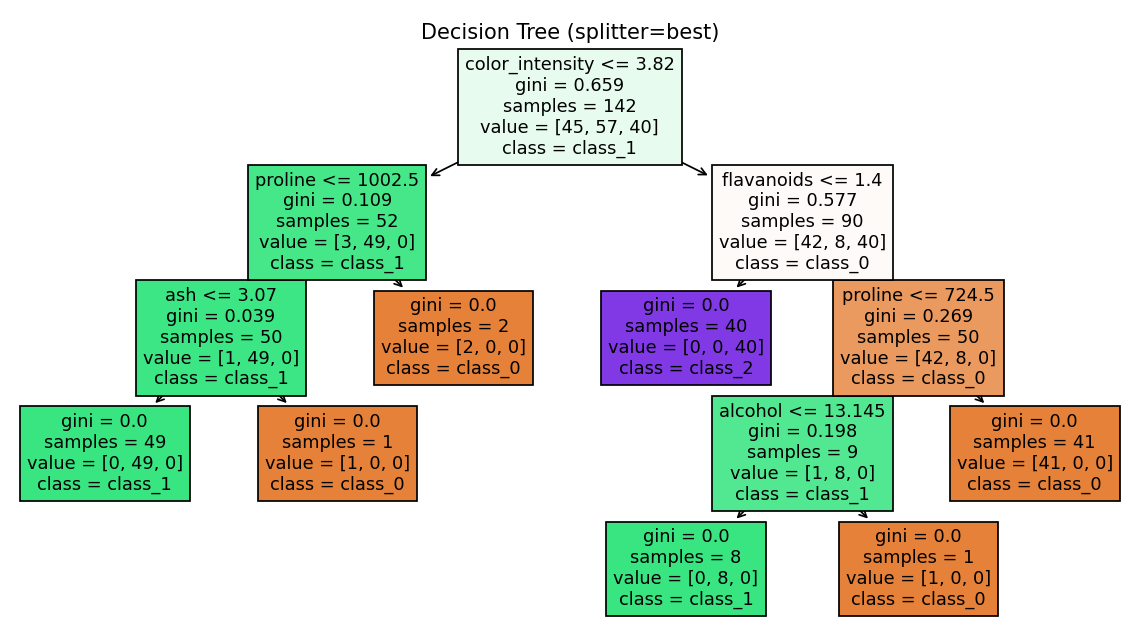 Decision Tree (splitter=best)
color_intensity <= 3.82
gini = 0.659
samples = 142
value = [45, 57, 40]
class = class_1
proline <= 1002.5
gini = 0.109
samples = 52
value = [3, 49, 0]
class = class_1
flavanoids <= 1.4
gini = 0.577
samples = 90
value = [42, 8, 40]
class = class_0
ash <= 3.07
gini = 0.039
samples = 50
value = [1, 49, 0]
class = class_1
gini = 0.0
samples = 2
value = [2, 0, 0]
class = class_0
gini = 0.0
samples = 40
value = [0, 0, 40]
class = class_2
proline <= 724.5
gini = 0.269
samples = 50
value = [42, 8, 0]
class = class_0
gini = 0.0
samples = 49
value = [0, 49, 0]
class = class_1
gini = 0.0
samples = 1
value = [1, 0, 0]
class = class_0
alcohol <= 13.145
gini = 0.198
samples = 9
value = [1, 8, 0]
class = class_1
gini = 0.0
samples = 41
value = [41, 0, 0]
class = class_0
gini = 0.0
samples = 8
value = [0, 8, 0]
class = class_1
gini = 0.0
samples = 1
value = [1, 0, 0]
class = class_0